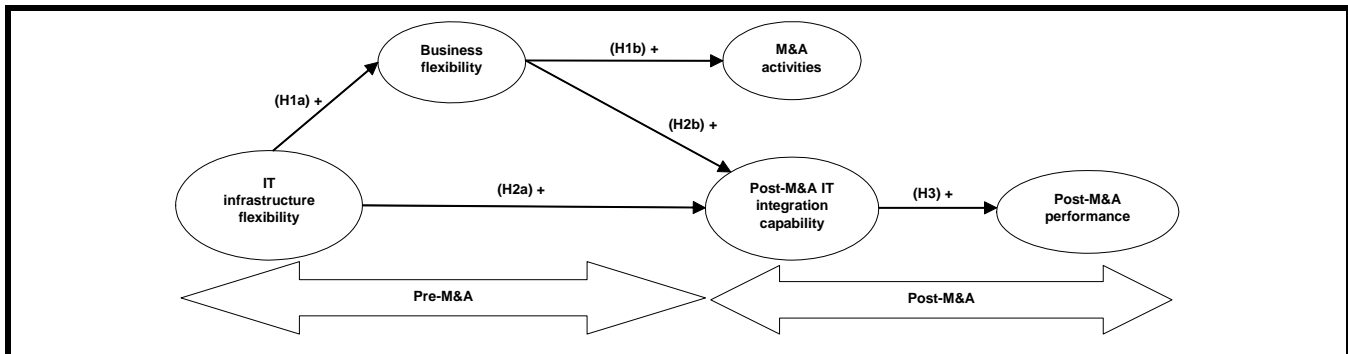 Business
flexibility
(H1b) +
M&A
activities
(H1a) +
(H2b) +
IT
infrastructure
flexibility
(H2a) +
Post-M&A IT
integration
capability
(H3) +
Post-M&A
performance
Pre-M&A
Post-M&A